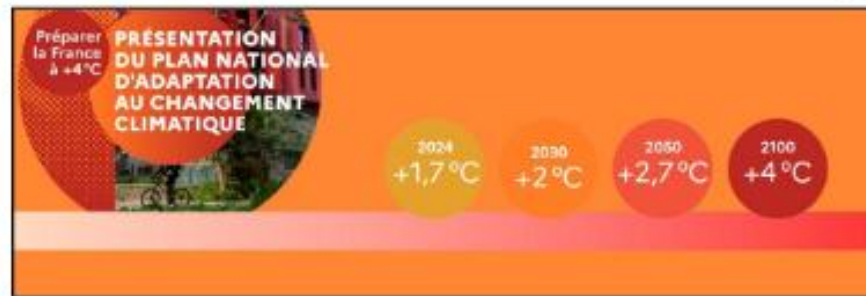 Préparer
la France
à +4°C
PRÉSENTATION
DU PLAN NATIONAL
D'ADAPTATION
AU CHANGEMENT
CLIMATIQUE
2024
+1,7°C
2030
+2°C
2050
+2,7°C
2100
+4°C